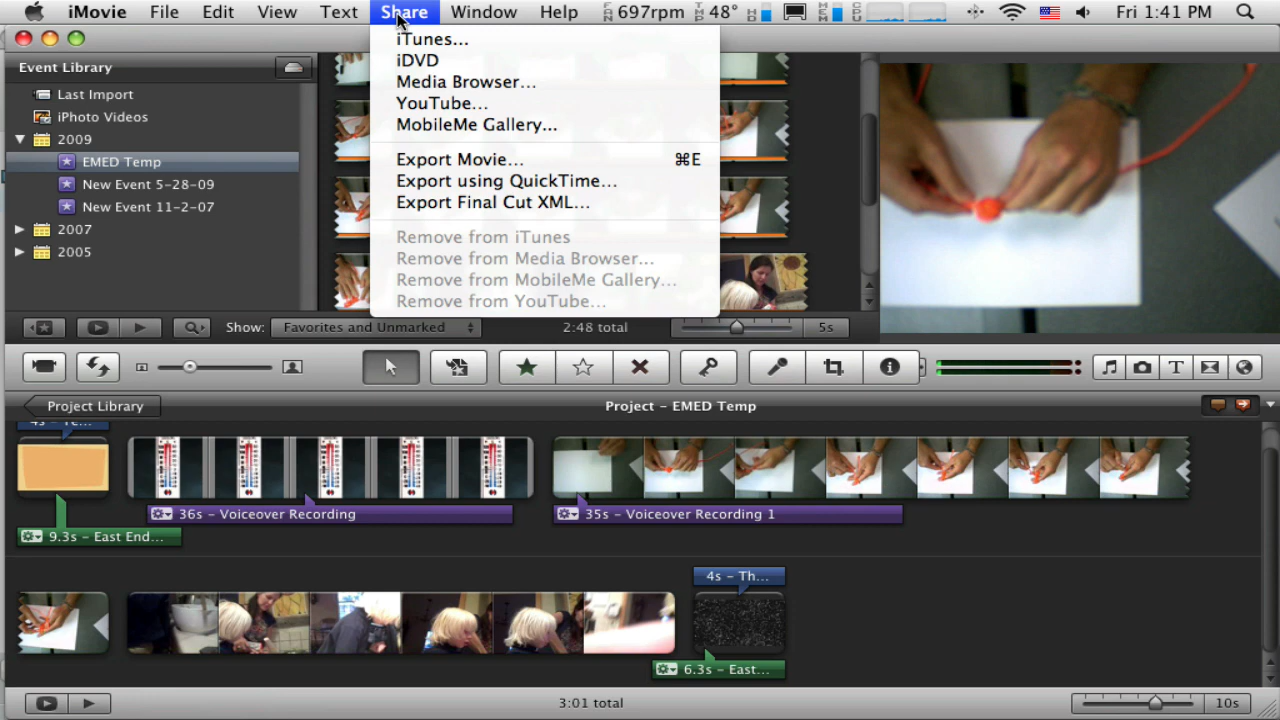 iMovie File Edit View Text Share Window Help 697rpm 48° Fri 1:41 PM
iTunes...
iDVD
Media Browser...
YouTube...
MobileMe Gallery...
Export Movie... ⌘E
Export using QuickTime...
Export Final Cut XML...
Remove from iTunes
Remove from Media Browser...
Remove from MobileMe Gallery...
Remove from YouTube...
Event Library
Last Import
iPhoto Videos
2009
EMED Temp
New Event 5-28-09
New Event 11-2-07
2007
2005
Show: Favorites and Unmarked 2:48 total 5s
Project Library Project - EMED Temp
36s - Voiceover Recording
35s - Voiceover Recording 1
9.3s - East End...
4s - Th...
6.3s - East...
3:01 total 10s